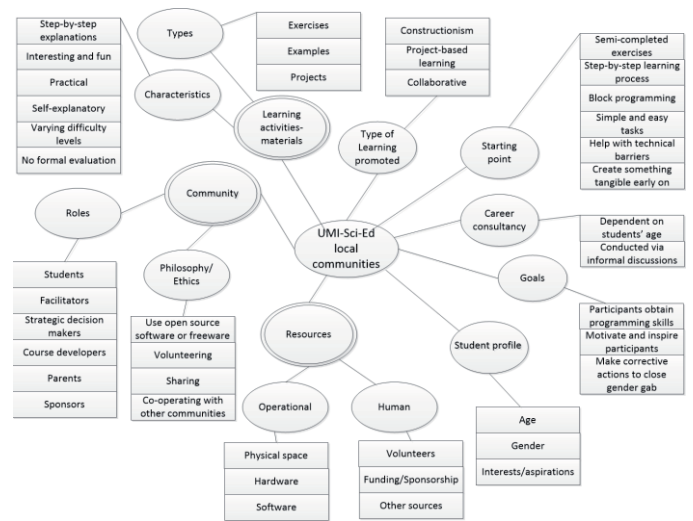 Step-by-step
explanations
Interesting and fun
Practical
Self-explanatory
Varying difficulty
levels
No formal evaluation
Types
Characteristics
Exercises
Examples
Projects
Learning
activities-
materials
Constructionism
Project-based
learning
Collaborative
Type of
Learning
promoted
Semi-completed
exercises
Step-by-step learning
process
Block programming
Simple and easy
tasks
Help with technical
barriers
Create something
tangible early on
Starting
point
Community
Roles
Students
Facilitators
Strategic decision
makers
Course developers
Parents
Sponsors
Philosophy/
Ethics
Use open source
software or freeware
Volunteering
Sharing
Co-operating with
other communities
UMI-Sci-Ed
local
communities
Career
consultancy
Dependent on
students' age
Conducted via
informal discussions
Goals
Participants obtain
programming skills
Motivate and inspire
participants
Make corrective
actions to close
gender gab
Resources
Operational
Physical space
Hardware
Software
Human
Volunteers
Funding/Sponsorship
Other sources
Student profile
Age
Gender
Interests/aspirations